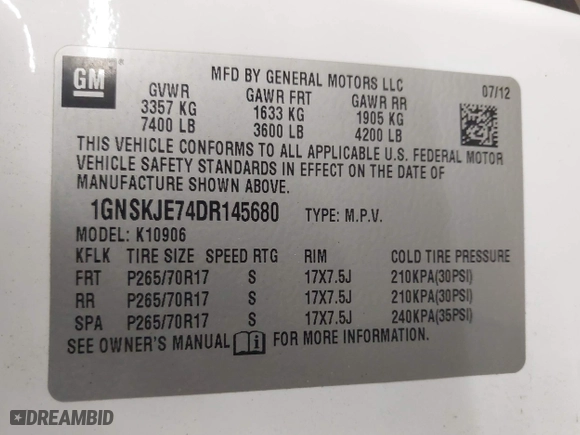 GM
MFD BY GENERAL MOTORS LLC
07/12
GVWR GAWR FRT GAWR RR
3357 KG 1633 KG 1905 KG
7400 LB 3600 LB 4200 LB
THIS VEHICLE CONFORMS TO ALL APPLICABLE U.S. FEDERAL MOTOR
VEHICLE SAFETY STANDARDS IN EFFECT ON THE DATE OF
MANUFACTURE SHOWN ABOVE.
1GNSKJE74DR145680 TYPE: M.P.V.
MODEL: K10906
KFLK TIRE SIZE SPEED RTG RIM COLD TIRE PRESSURE
FRT P265/70R17 S 17X7.5J 210KPA(30PSI)
RR P265/70R17 S 17X7.5J 210KPA(30PSI)
SPA P265/70R17 S 17X7.5J 240KPA(35PSI)
SEE OWNER'S MANUAL FOR MORE INFORMATION.
DREAMBID